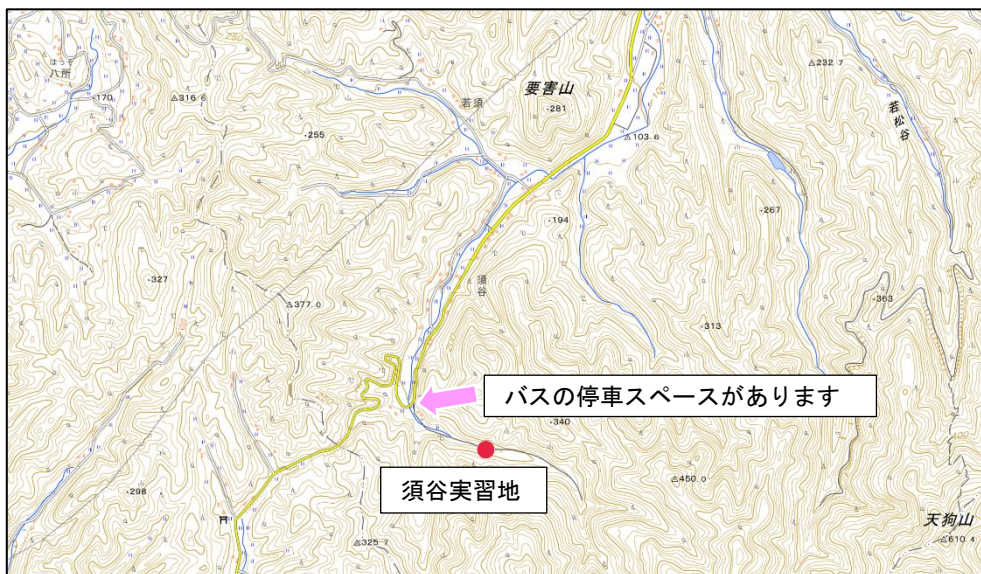 はっそ
八所
・170
△316.6
・255
若須
要害山
・281
△103.6
△232.7
若松谷
・194
・267
須谷
・327
△377.0
・363
・313
バスの停車スペースがあります
・340
須谷実習地
△450.0
・298
天狗山
△610.4
△325.7
400